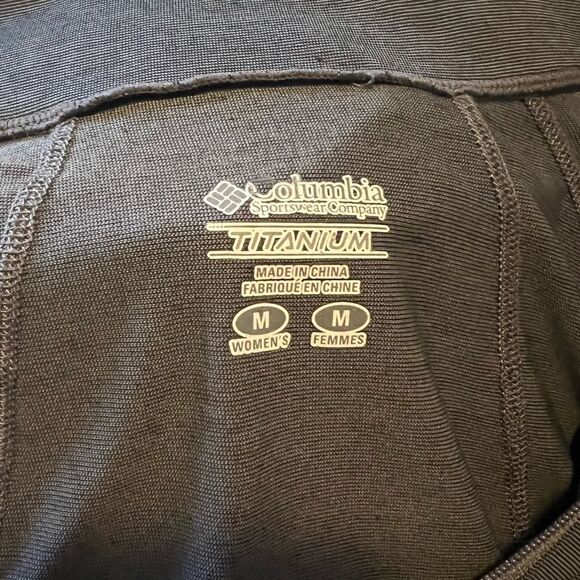 Columbia
Sportswear Company
TITANIUM
MADE IN CHINA
FABRIQUÉ EN CHINE
M M
WOMEN'S FEMMES